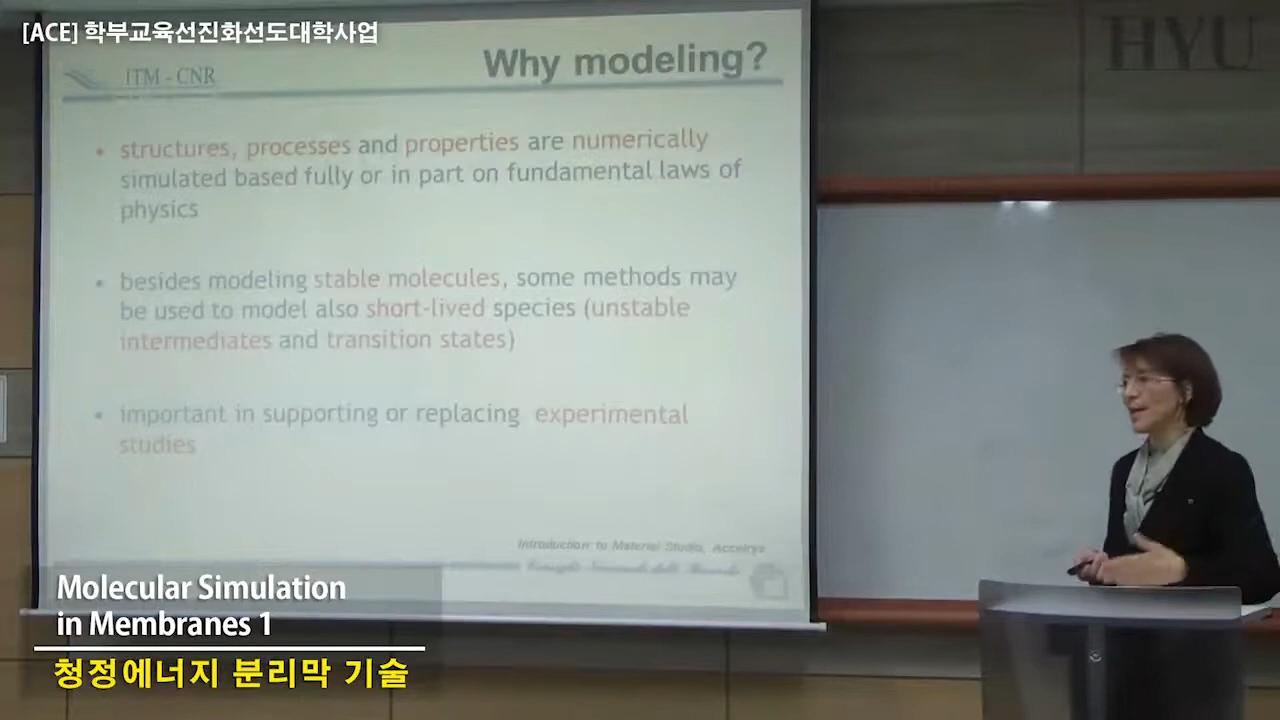 [ACE] 학부교육선진화선도대학사업
HYU
ITM - CNR
Why modeling?
• structures, processes and properties are numerically
simulated based fully or in part on fundamental laws of
physics
• besides modeling stable molecules, some methods may
be used to model also short-lived species (unstable
intermediates and transition states)
• important in supporting or replacing experimental
studies
Introduction to Material Studio, Accelrys
Molecular Simulation
in Membranes 1
청정에너지 분리막 기술